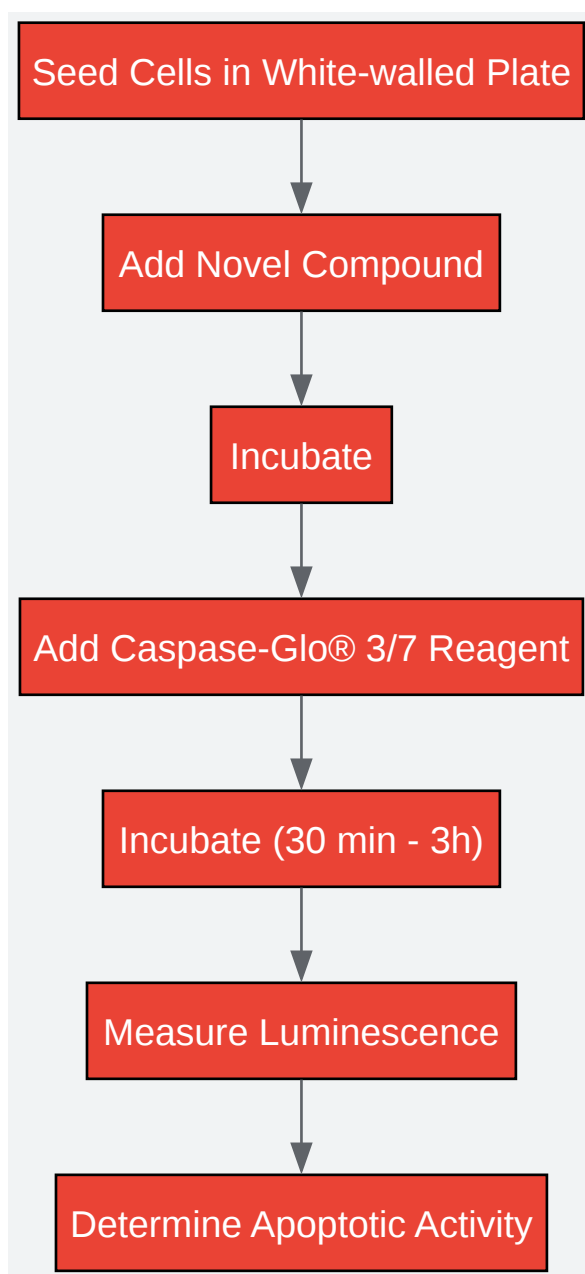 Seed Cells in White-walled Plate
Add Novel Compound
Incubate
Add Caspase-Glo® 3/7 Reagent
Incubate (30 min - 3h)
Measure Luminescence
Determine Apoptotic Activity